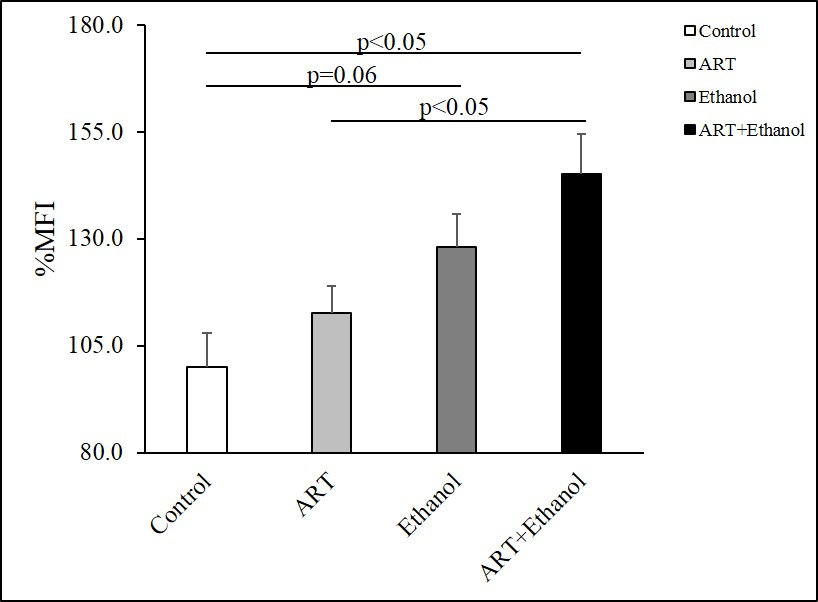 180.0
155.0
130.0
105.0
80.0
%MFI
p<0.05
p=0.06
p<0.05
Control
ART
Ethanol
ART+Ethanol
Control
ART
Ethanol
ART+Ethanol